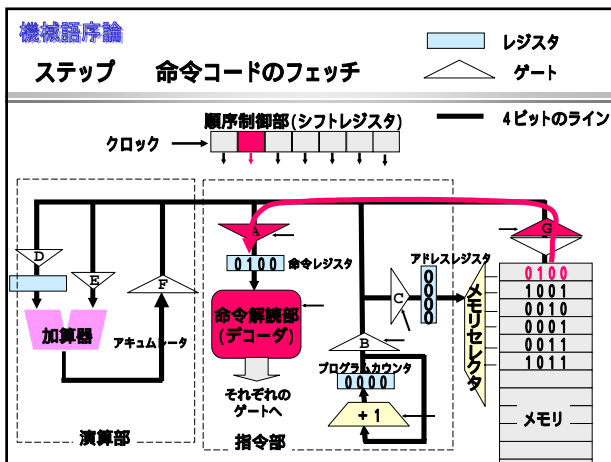 機械語序論
ステップ 命令コードのフェッチ
レジスタ
ゲート
4ビットのライン
順序制御部(シフトレジスタ)
クロック
A
G
D
E
F
0100
命令レジスタ
アドレスレジスタ
0000
C
メモリセレクタ
0100
1001
0010
0001
0011
1011
メモリ
加算器
アキュムレータ
命令解読部
(デコーダ)
B
プログラムカウンタ
0000
+1
それぞれの
ゲートへ
演算部
指令部